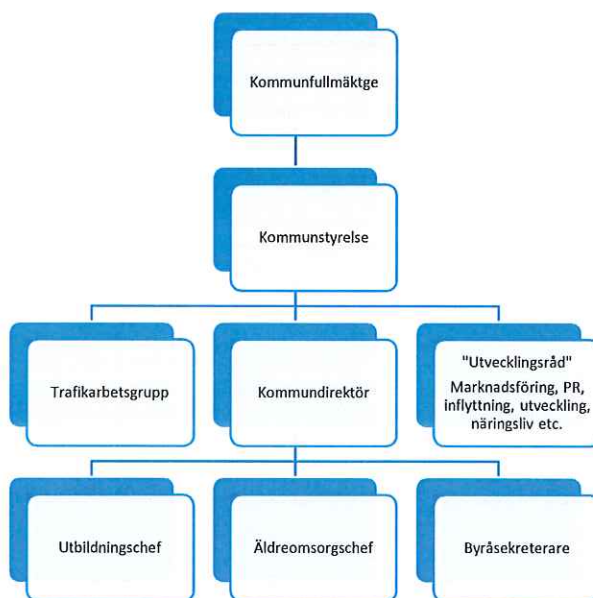 Kommunfullmäktge
Kommunstyrelse
Trafikarbetsgrupp
Kommundirektör
"Utvecklingsråd"
Marknadsföring, PR,
inflyttning, utveckling,
näringsliv etc.
Utbildningschef
Äldreomsorgschef
Byråsekreterare